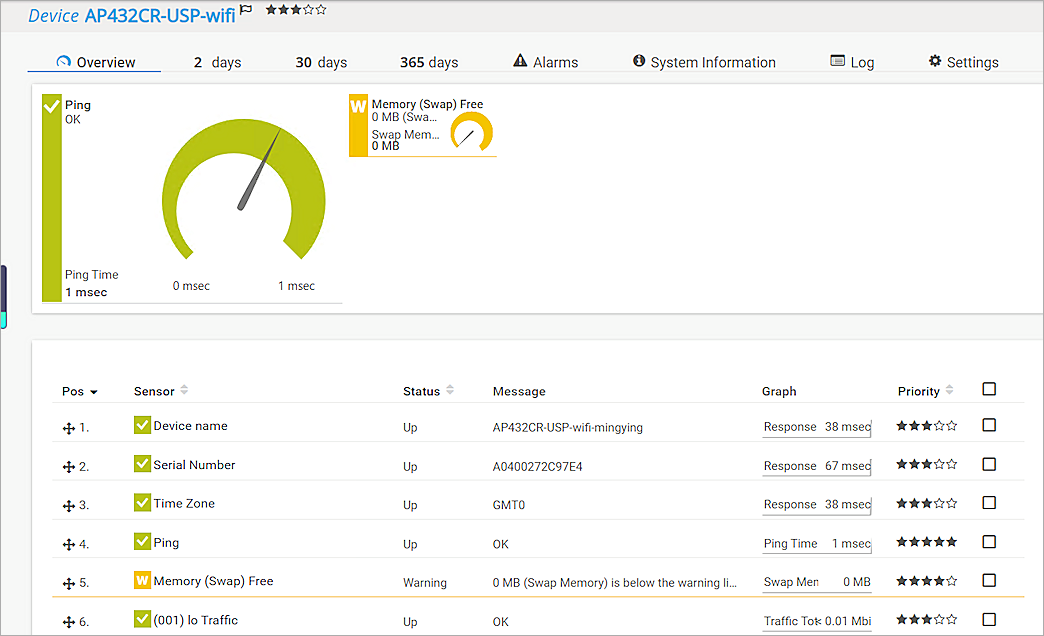 Device AP432CR-USP-wifi
Overview 2 days 30 days 365 days Alarms System Information Log Settings
Ping
OK
Ping Time
1 msec
0 msec 1 msec
W Memory (Swap) Free
0 MB (Swa...
Swap Mem...
0 MB
Pos Sensor Status Message Graph Priority
1. Device name Up AP432CR-USP-wifi-mingying Response 38 msec
2. Serial Number Up A0400272C97E4 Response 67 msec
3. Time Zone Up GMT0 Response 38 msec
4. Ping Up OK Ping Time 1 msec
5. W Memory (Swap) Free Warning 0 MB (Swap Memory) is below the warning li... Swap Mem 0 MB
6. (001) lo Traffic Up OK Traffic Tot 0.01 Mbi